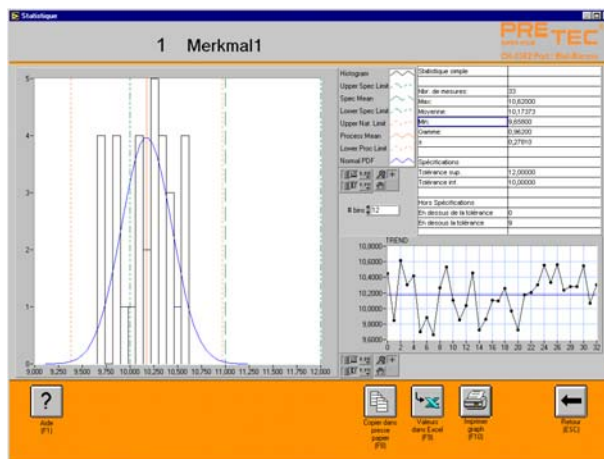 Statistique
1 Merkmal1
PRETEC
Histogram
Upper Spec Limit
Spec Mean
Lower Spec Limit
Upper Nat. Limit
Process Mean
Lower Proc Limit
Normal PDF
# bins 12
Statistique simple
Nbr. de mesures: 33
Max: 10,62000
Moyenne: 10,17373
Min: 9,65800
Gamme: 0,96200
s 0,27810
Spécifications
Tolérance sup. 12,00000
Tolérance inf. 10,00000
Hors Spécifications
En dessous de la tolérance 0
En dessus la tolérance 9
5
4
3
2
1
0
9,000 9,250 9,500 9,750 10,000 10,250 10,500 10,750 11,000 11,250 11,500 11,750 12,000
TREND
10,8000
10,6000
10,4000
10,2000
10,0000
9,8000
9,6000
0 2 4 6 8 10 12 14 16 18 20 22 24 26 28 30 32
?
Aide
(F1)
Copier dans
presse
papier
(F8)
Valeurs
dans Excel
(F9)
Imprimer
graph
(F10)
Retour
(ESC)